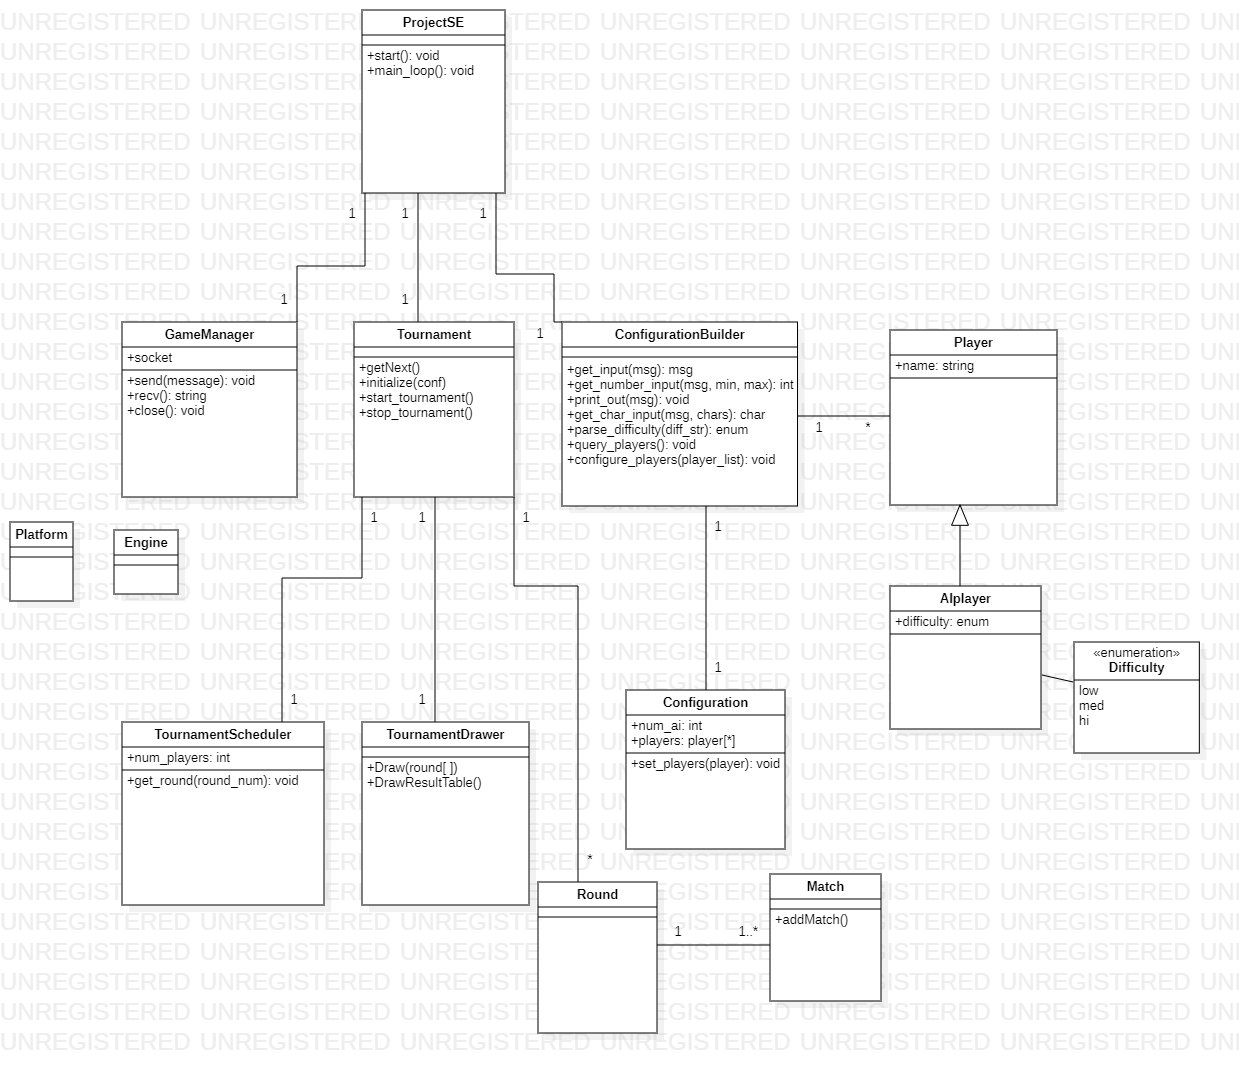 ProjectSE
+start(): void
+main_loop(): void
1
1
1
1
1
1
GameManager
+socket
+send(message): void
+recv(): string
+close(): void
Tournament
+getNext()
+initialize(conf)
+start_tournament()
+stop_tournament()
ConfigurationBuilder
+get_input(msg): msg
+get_number_input(msg, min, max): int
+print_out(msg): void
+get_char_input(msg, chars): char
+parse_difficulty(diff_str): enum
+query_players(): void
+configure_players(player_list): void
1
*
Player
+name: string
Platform
Engine
1
1
1
1
AIplayer
+difficulty: enum
«enumeration»
Difficulty
low
med
hi
1
1
1
TournamentScheduler
+num_players: int
+get_round(round_num): void
TournamentDrawer
+Draw(round[ ])
+DrawResultTable()
Configuration
+num_ai: int
+players: player[*]
+set_players(player): void
*
Round
1
1..*
Match
+addMatch()
UNREGISTERED